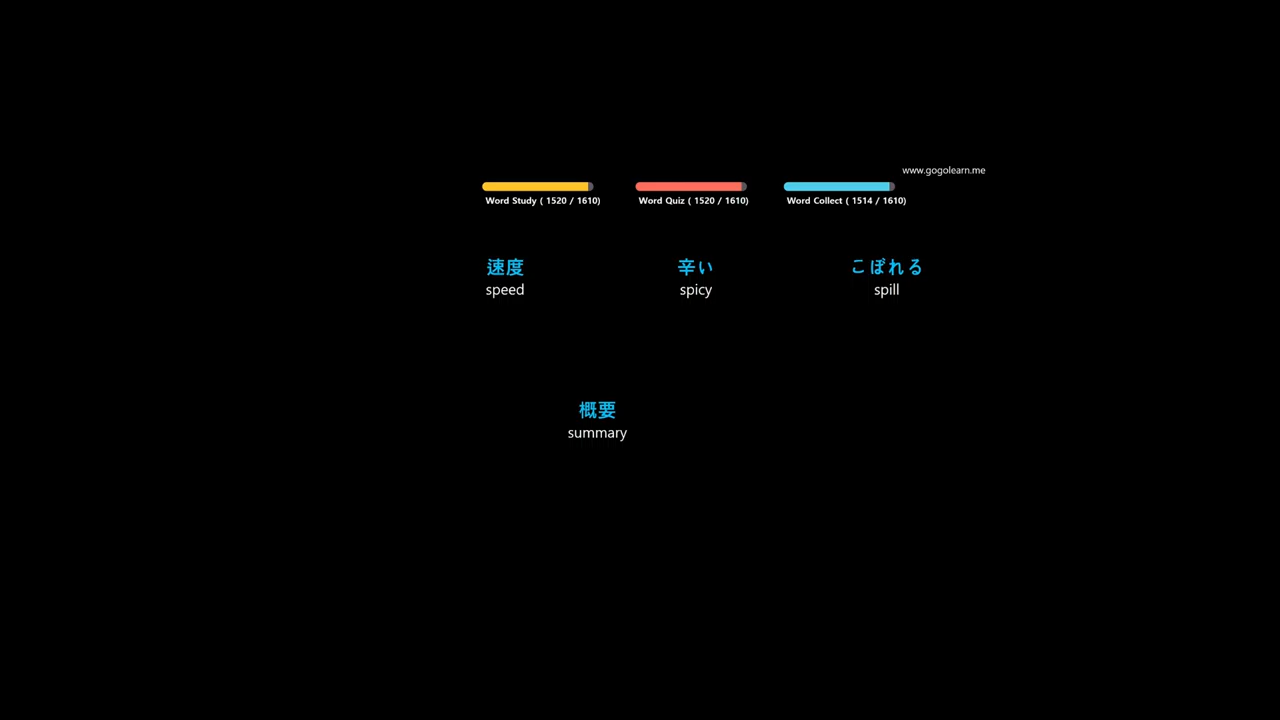 www.gogolearn.me
Word Study ( 1520 / 1610)
Word Quiz ( 1520 / 1610)
Word Collect ( 1514 / 1610)
速度
speed
辛い
spicy
こぼれる
spill
概要
summary